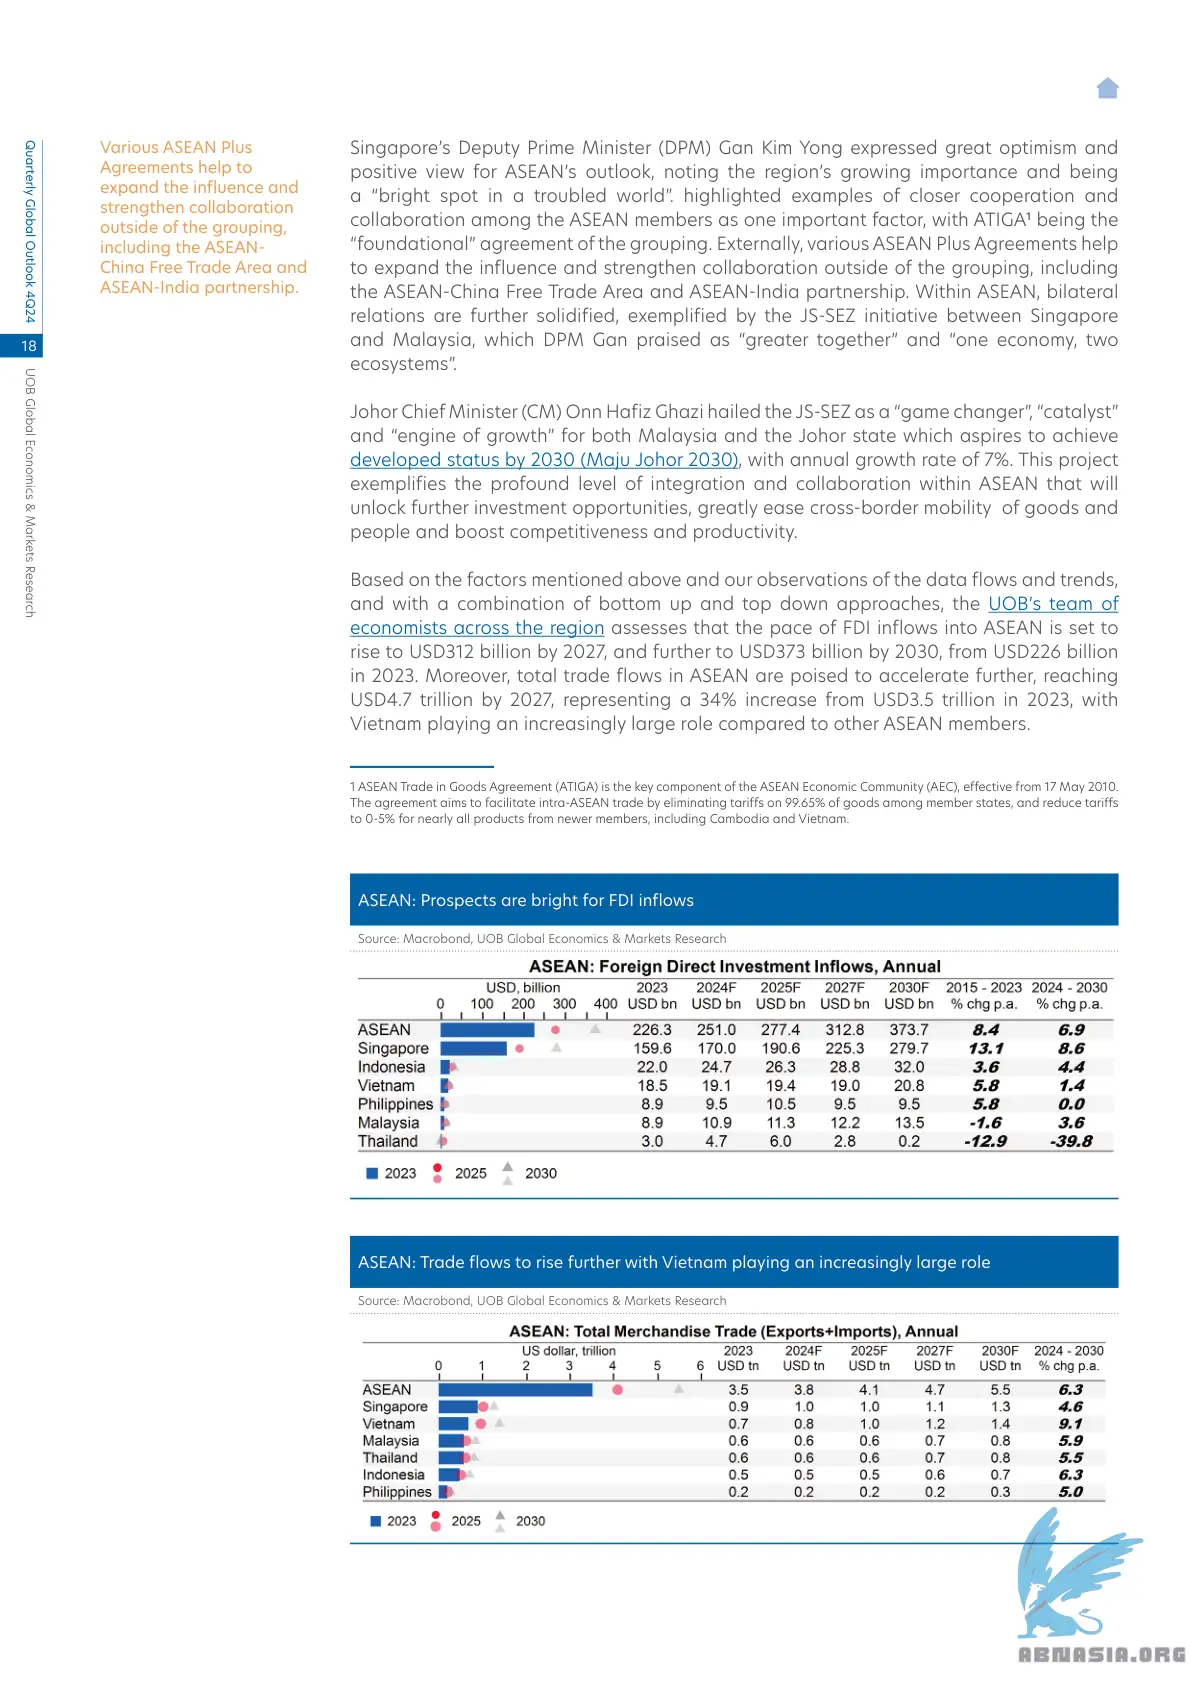 Quarterly Global Outlook 4Q24
18
UOB Global Economics & Markets Research
Various ASEAN Plus
Agreements help to
expand the influence and
strengthen collaboration
outside of the grouping,
including the ASEAN-
China Free Trade Area and
ASEAN-India partnership.
Singapore’s Deputy Prime Minister (DPM) Gan Kim Yong expressed great optimism and
positive view for ASEAN’s outlook, noting the region’s growing importance and being
a “bright spot in a troubled world”. highlighted examples of closer cooperation and
collaboration among the ASEAN members as one important factor, with ATIGA¹ being the
“foundational” agreement of the grouping. Externally, various ASEAN Plus Agreements help
to expand the influence and strengthen collaboration outside of the grouping, including
the ASEAN-China Free Trade Area and ASEAN-India partnership. Within ASEAN, bilateral
relations are further solidified, exemplified by the JS-SEZ initiative between Singapore
and Malaysia, which DPM Gan praised as “greater together” and “one economy, two
ecosystems”.
Johor Chief Minister (CM) Onn Hafiz Ghazi hailed the JS-SEZ as a “game changer”, “catalyst”
and “engine of growth” for both Malaysia and the Johor state which aspires to achieve
developed status by 2030 (Maju Johor 2030), with annual growth rate of 7%. This project
exemplifies the profound level of integration and collaboration within ASEAN that will
unlock further investment opportunities, greatly ease cross-border mobility of goods and
people and boost competitiveness and productivity.
Based on the factors mentioned above and our observations of the data flows and trends,
and with a combination of bottom up and top down approaches, the UOB’s team of
economists across the region assesses that the pace of FDI inflows into ASEAN is set to
rise to USD312 billion by 2027, and further to USD373 billion by 2030, from USD226 billion
in 2023. Moreover, total trade flows in ASEAN are poised to accelerate further, reaching
USD4.7 trillion by 2027, representing a 34% increase from USD3.5 trillion in 2023, with
Vietnam playing an increasingly large role compared to other ASEAN members.
1 ASEAN Trade in Goods Agreement (ATIGA) is the key component of the ASEAN Economic Community (AEC), effective from 17 May 2010.
The agreement aims to facilitate intra-ASEAN trade by eliminating tariffs on 99.65% of goods among member states, and reduce tariffs
to 0-5% for nearly all products from newer members, including Cambodia and Vietnam.
ASEAN: Prospects are bright for FDI inflows
Source: Macrobond, UOB Global Economics & Markets Research
ASEAN: Foreign Direct Investment Inflows, Annual
USD, billion 2023 2024F 2025F 2027F 2030F 2015 - 2023 2024 - 2030
0 100 200 300 400 USD bn USD bn USD bn USD bn USD bn % chg p.a. % chg p.a.
ASEAN 226.3 251.0 277.4 312.8 373.7 8.4 6.9
Singapore 159.6 170.0 190.6 225.3 279.7 13.1 8.6
Indonesia 22.0 24.7 26.3 28.8 32.0 3.6 4.4
Vietnam 18.5 19.1 19.4 19.0 20.8 5.8 1.4
Philippines 8.9 9.5 10.5 9.5 9.5 5.8 0.0
Malaysia 8.9 10.9 11.3 12.2 13.5 -1.6 3.6
Thailand 3.0 4.7 6.0 2.8 0.2 -12.9 -39.8
2023 2025 2030
ASEAN: Trade flows to rise further with Vietnam playing an increasingly large role
Source: Macrobond, UOB Global Economics & Markets Research
ASEAN: Total Merchandise Trade (Exports+Imports), Annual
US dollar, trillion 2023 2024F 2025F 2027F 2030F 2024 - 2030
0 1 2 3 4 5 6 USD tn USD tn USD tn USD tn USD tn % chg p.a.
ASEAN 3.5 3.8 4.1 4.7 5.5 6.3
Singapore 0.9 1.0 1.0 1.1 1.3 4.6
Vietnam 0.7 0.8 1.0 1.2 1.4 9.1
Malaysia 0.6 0.6 0.6 0.7 0.8 5.9
Thailand 0.6 0.6 0.6 0.7 0.8 5.5
Indonesia 0.5 0.5 0.5 0.6 0.7 6.3
Philippines 0.2 0.2 0.2 0.2 0.3 5.0
2023 2025 2030
ABNASIA.ORG